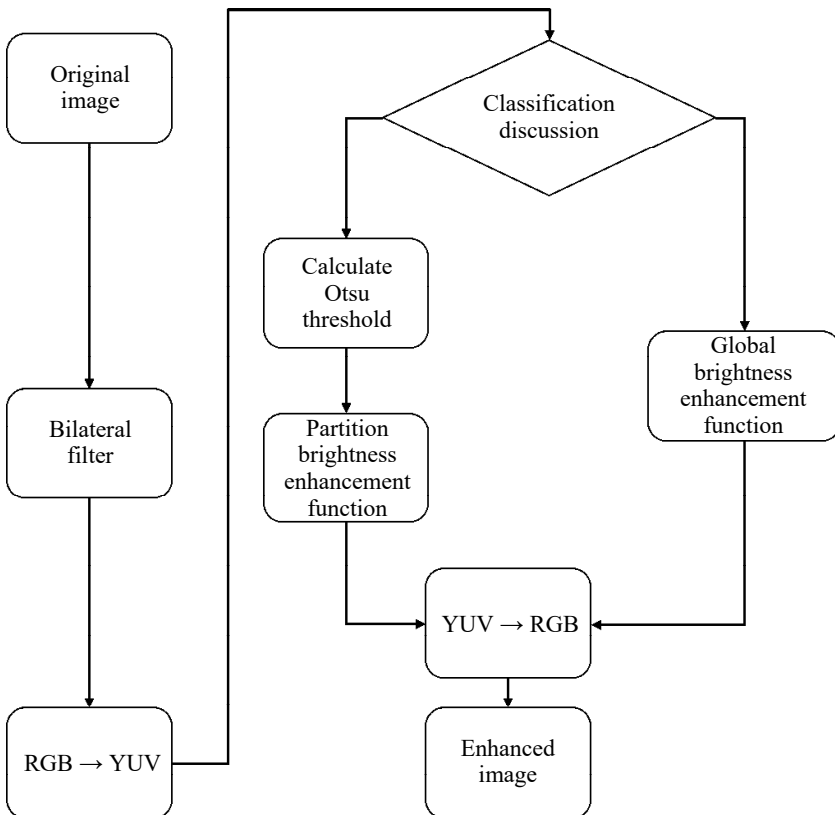 Original
image
Bilateral
filter
RGB → YUV
Classification
discussion
Calculate
Otsu
threshold
Partition
brightness
enhancement
function
Global
brightness
enhancement
function
YUV → RGB
Enhanced
image